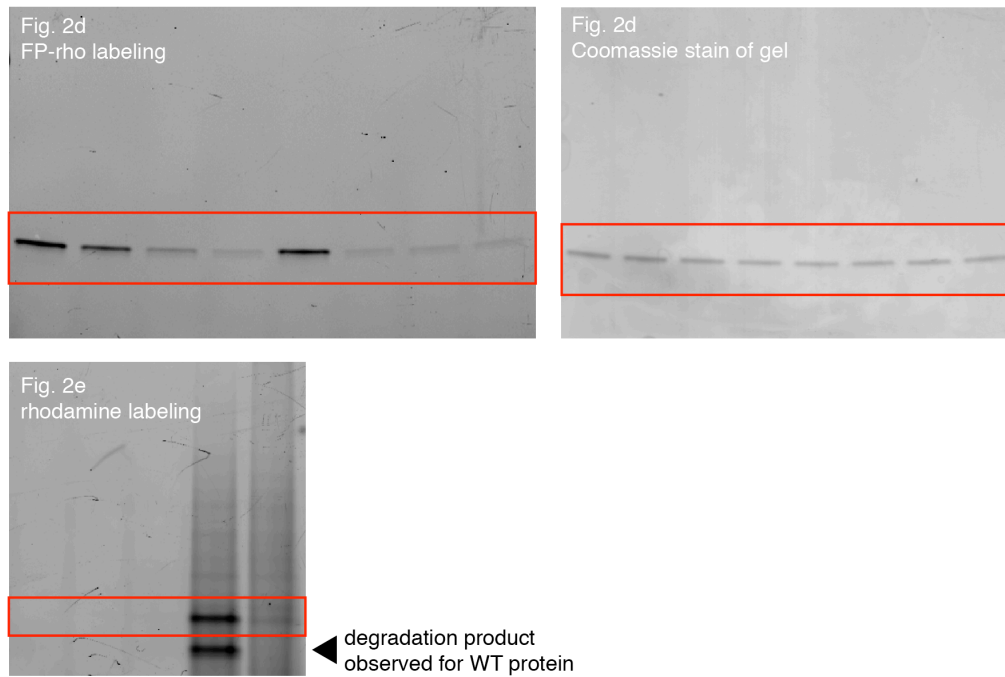 Fig. 2d
FP-rho labeling
Fig. 2d
Coomassie stain of gel
Fig. 2e
rhodamine labeling
degradation product
observed for WT protein